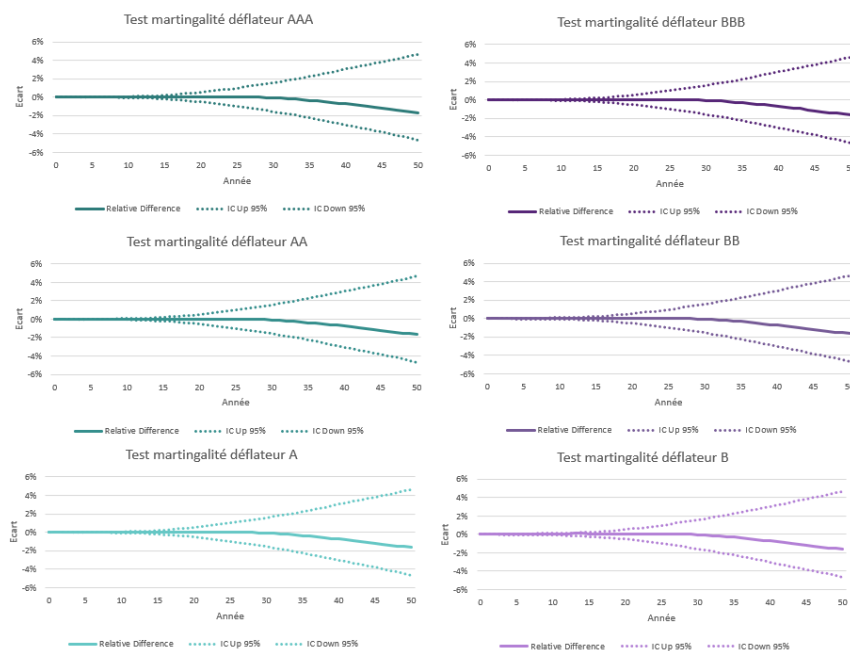 Test martingalité déflateur AAA
6%
4%
2%
0%
-2%
-4%
-6%
Ecart
0 5 10 15 20 25 30 35 40 45 50
Année
Relative Difference IC Up 95% IC Down 95%
Test martingalité déflateur BBB
6%
4%
2%
0%
-2%
-4%
-6%
Ecart
0 5 10 15 20 25 30 35 40 45 50
Année
Relative Difference IC Up 95% IC Down 95%
Test martingalité déflateur AA
6%
4%
2%
0%
-2%
-4%
-6%
Ecart
0 5 10 15 20 25 30 35 40 45 50
Année
Relative Difference IC Up 95% IC Down 95%
Test martingalité déflateur BB
6%
4%
2%
0%
-2%
-4%
-6%
Ecart
0 5 10 15 20 25 30 35 40 45 50
Année
Relative Difference IC Up 95% IC Down 95%
Test martingalité déflateur A
6%
4%
2%
0%
-2%
-4%
-6%
Ecart
0 5 10 15 20 25 30 35 40 45 50
Année
Relative Difference IC Up 95% IC Down 95%
Test martingalité déflateur B
6%
4%
2%
0%
-2%
-4%
-6%
Ecart
0 5 10 15 20 25 30 35 40 45 50
Année
Relative Difference IC Up 95% IC Down 95%